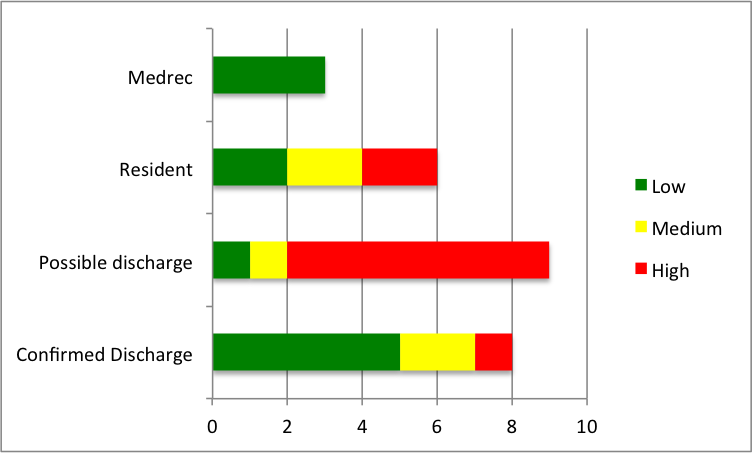 Medrec
Resident
Possible discharge
Confirmed Discharge
0 2 4 6 8 10
Low
Medium
High